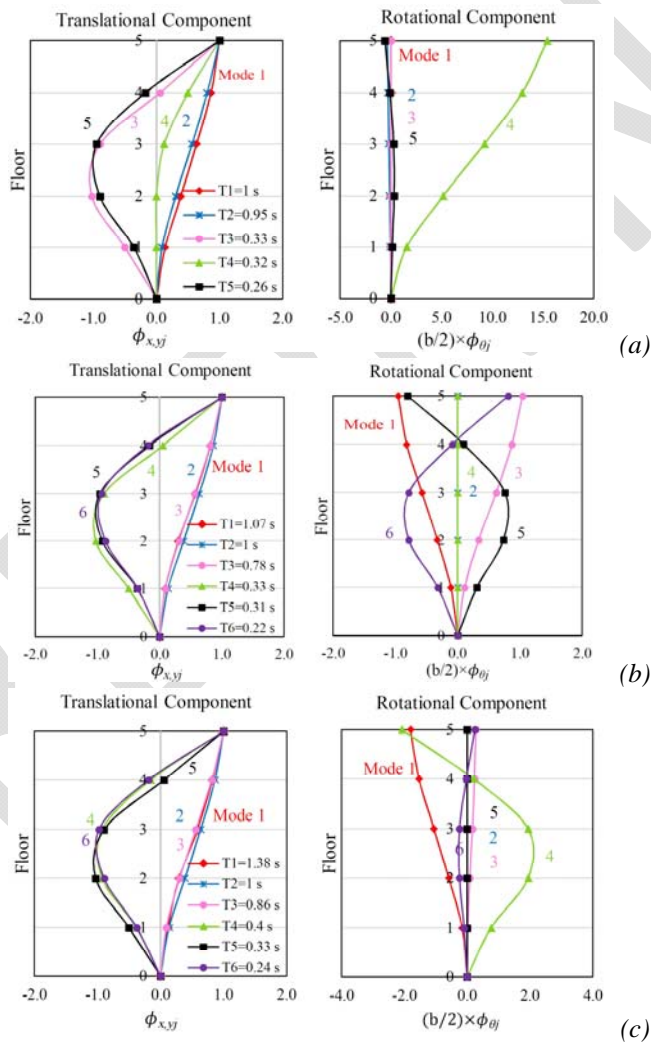 Translational Component
Rotational Component
5
4
3
2
1
0
Floor
Mode 1
5
3
4
2
T1=1 s
T2=0.95 s
T3=0.33 s
T4=0.32 s
T5=0.26 s
-2.0 -1.0 0.0 1.0 2.0
ϕx,yj
5
4
3
2
1
0
Floor
Mode 1
2
3
5
4
-5.0 0.0 5.0 10.0 15.0 20.0
(b/2)×ϕθj
(a)
Translational Component
Rotational Component
5
4
3
2
1
0
Floor
Mode 1
5
4
6
2
3
T1=1.07 s
T2=1 s
T3=0.78 s
T4=0.33 s
T5=0.31 s
T6=0.22 s
-2.0 -1.0 0.0 1.0 2.0
ϕx,yj
5
4
3
2
1
0
Floor
Mode 1
4
2
3
6
5
-2.0 -1.0 0.0 1.0 2.0
(b/2)×ϕθj
(b)
Translational Component
Rotational Component
5
4
3
2
1
0
Floor
5
Mode 1
4
6
2
3
T1=1.38 s
T2=1 s
T3=0.86 s
T4=0.4 s
T5=0.33 s
T6=0.24 s
-2.0 -1.0 0.0 1.0 2.0
ϕx,yj
5
4
3
2
1
0
Floor
Mode 1
5
6
2
3
4
-4.0 -2.0 0.0 2.0 4.0
(b/2)×ϕθj
(c)